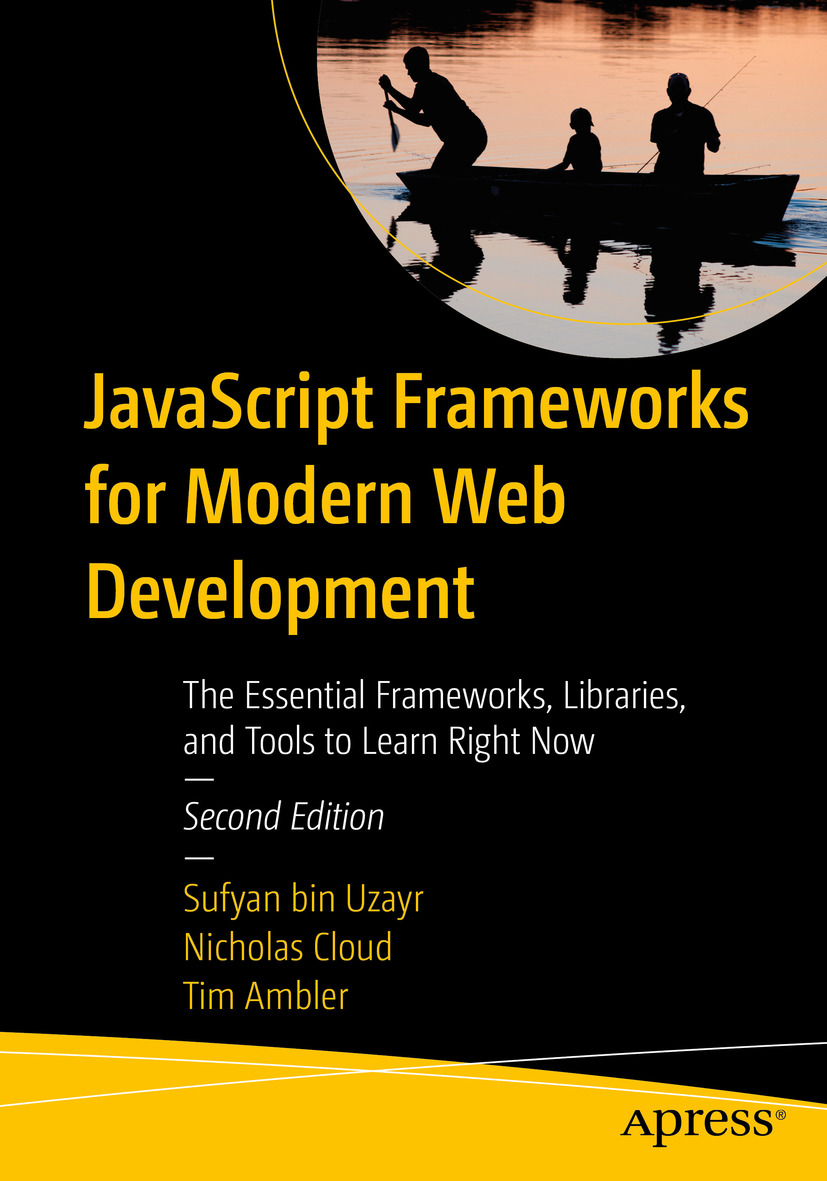 JavaScript Frameworks
for Modern Web
Development
The Essential Frameworks, Libraries,
and Tools to Learn Right Now
—
Second Edition
—
Sufyan bin Uzayr
Nicholas Cloud
Tim Ambler
Apress®